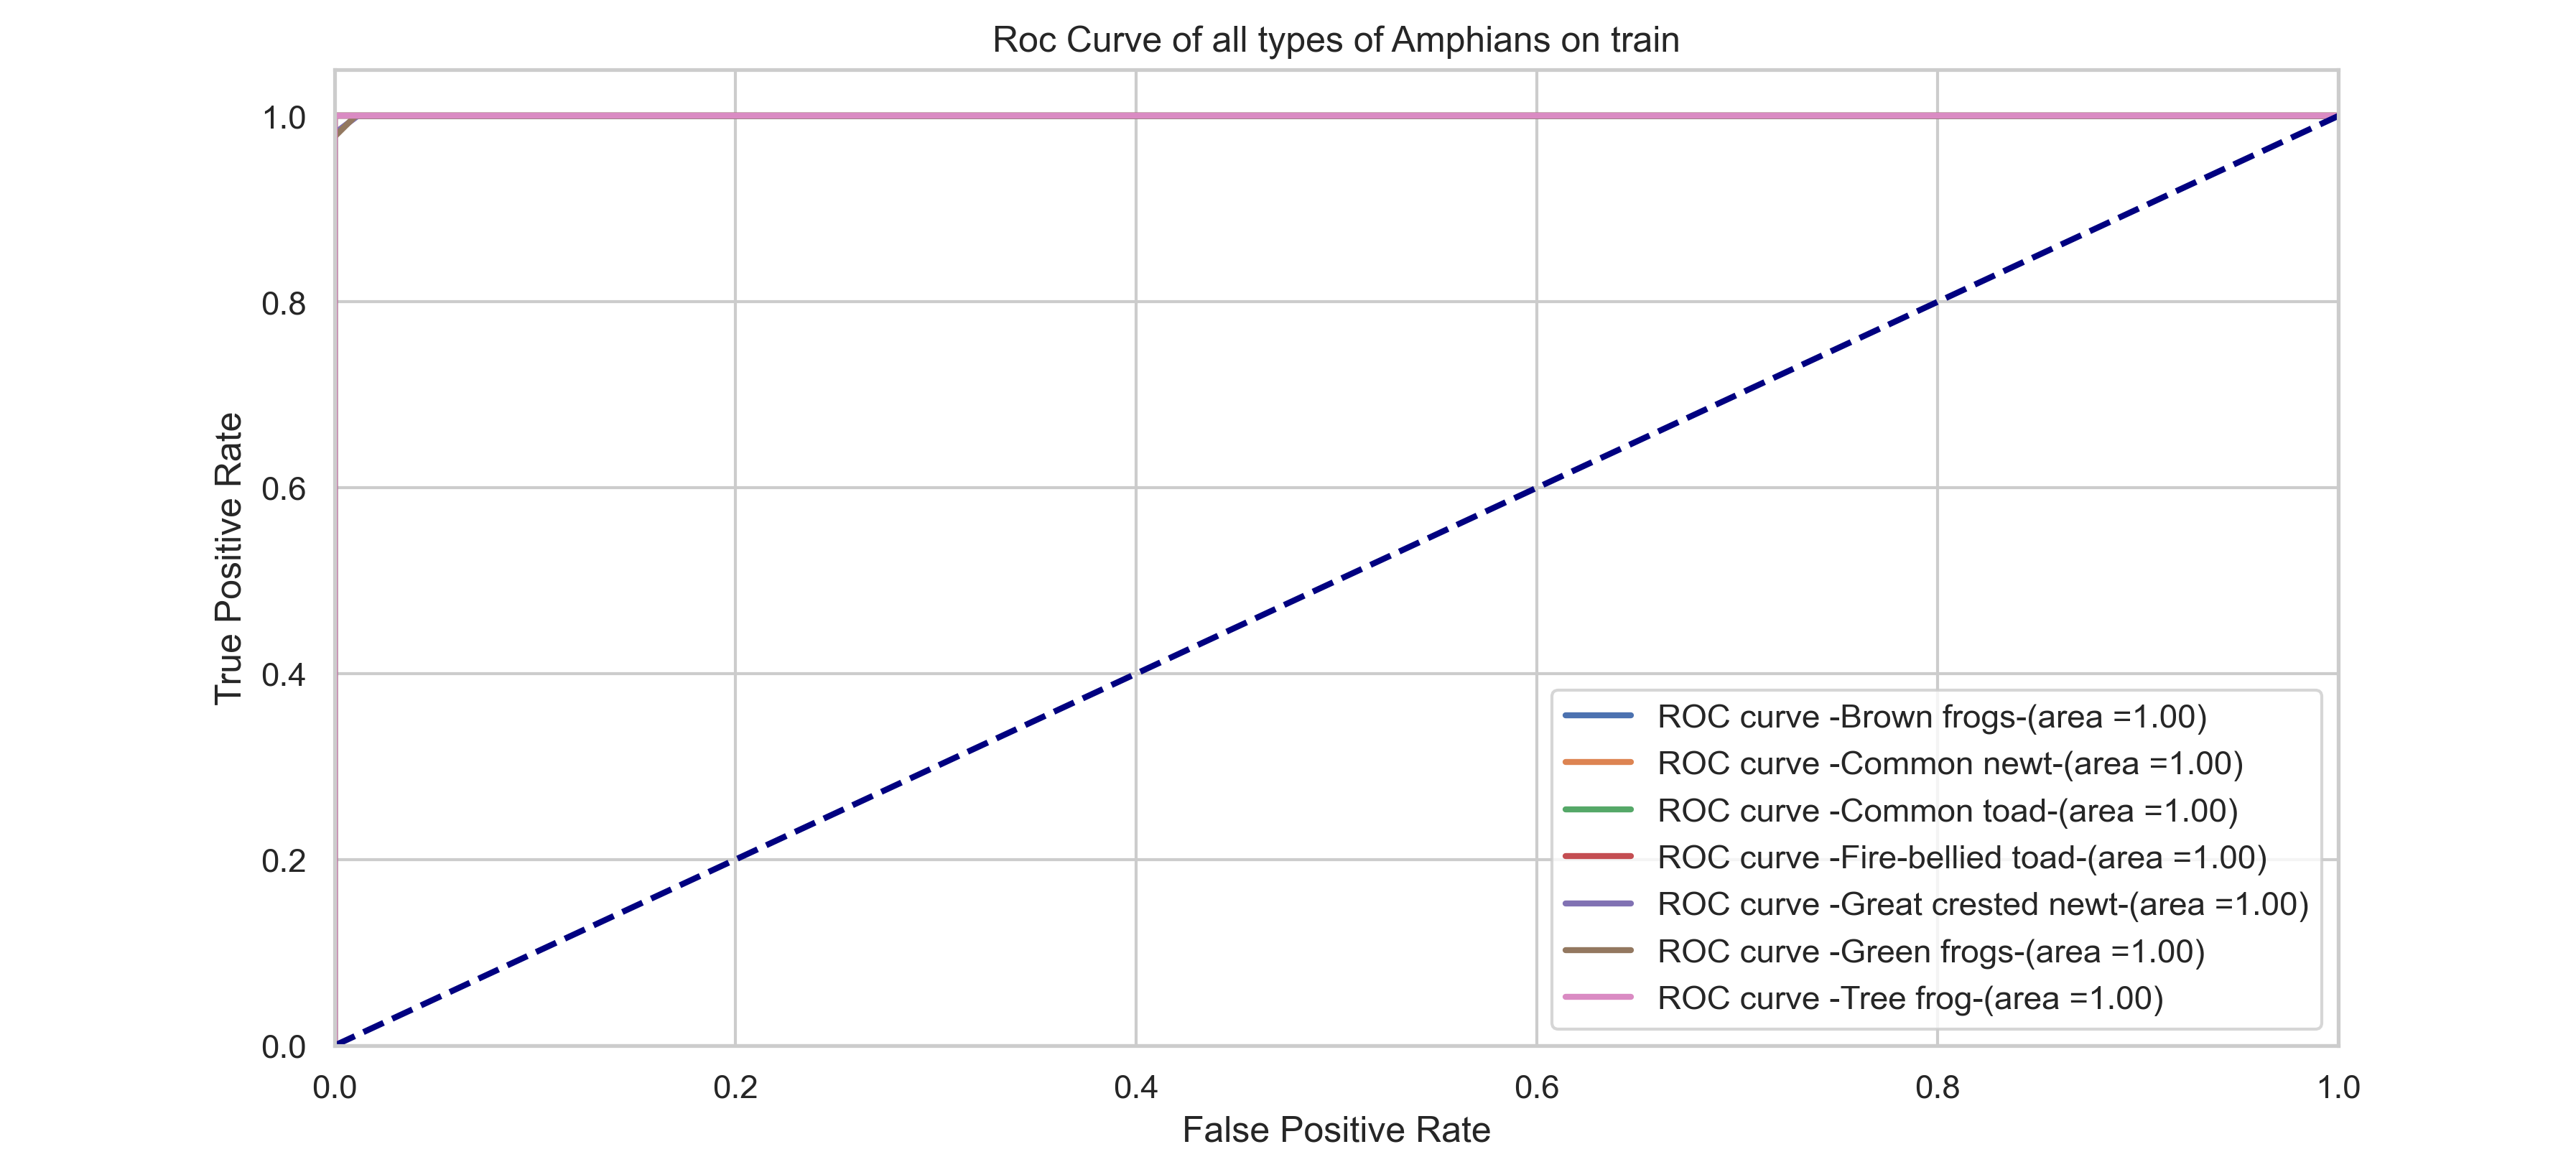 Roc Curve of all types of Amphians on train
1.0
0.8
0.6
0.4
0.2
0.0
True Positive Rate
0.0 0.2 0.4 0.6 0.8 1.0
False Positive Rate
ROC curve -Brown frogs-(area =1.00)
ROC curve -Common newt-(area =1.00)
ROC curve -Common toad-(area =1.00)
ROC curve -Fire-bellied toad-(area =1.00)
ROC curve -Great crested newt-(area =1.00)
ROC curve -Green frogs-(area =1.00)
ROC curve -Tree frog-(area =1.00)